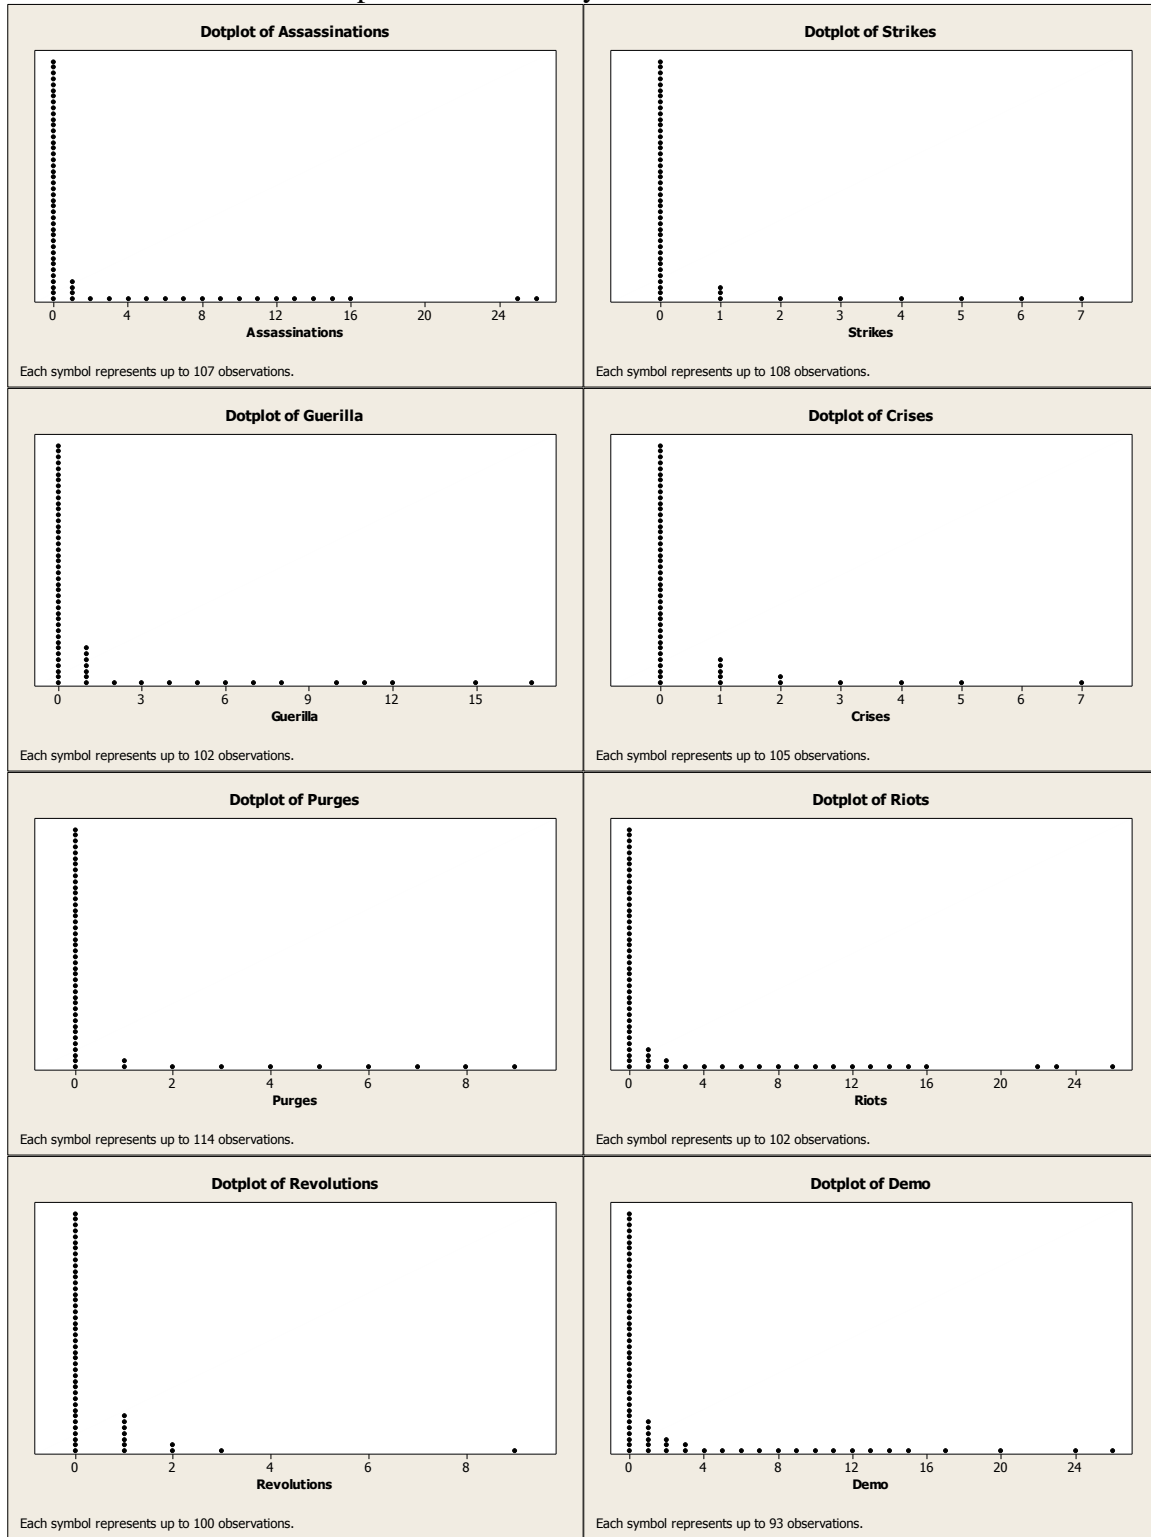 Dotplot of Assassinations
0 4 8 12 16 20 24
Assassinations
Each symbol represents up to 107 observations.
Dotplot of Strikes
0 1 2 3 4 5 6 7
Strikes
Each symbol represents up to 108 observations.
Dotplot of Guerilla
0 3 6 9 12 15
Guerilla
Each symbol represents up to 102 observations.
Dotplot of Crises
0 1 2 3 4 5 6 7
Crises
Each symbol represents up to 105 observations.
Dotplot of Purges
0 2 4 6 8
Purges
Each symbol represents up to 114 observations.
Dotplot of Riots
0 4 8 12 16 20 24
Riots
Each symbol represents up to 102 observations.
Dotplot of Revolutions
0 2 4 6 8
Revolutions
Each symbol represents up to 100 observations.
Dotplot of Demo
0 4 8 12 16 20 24
Demo
Each symbol represents up to 93 observations.